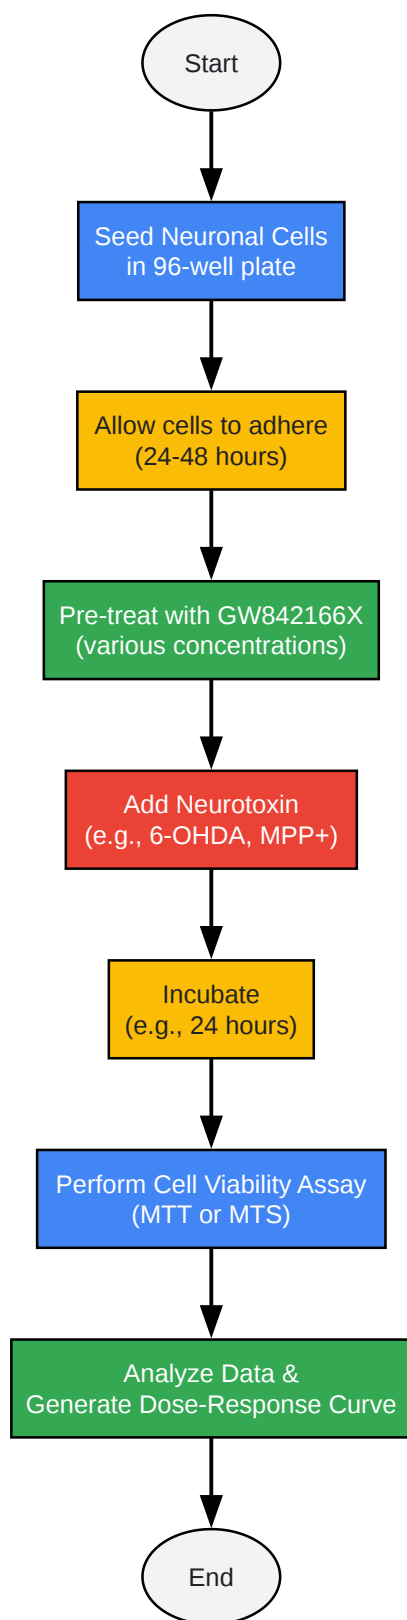 Start
Seed Neuronal Cells
in 96-well plate
Allow cells to adhere
(24-48 hours)
Pre-treat with GW842166X
(various concentrations)
Add Neurotoxin
(e.g., 6-OHDA, MPP+)
Incubate
(e.g., 24 hours)
Perform Cell Viability Assay
(MTT or MTS)
Analyze Data &
Generate Dose-Response Curve
End